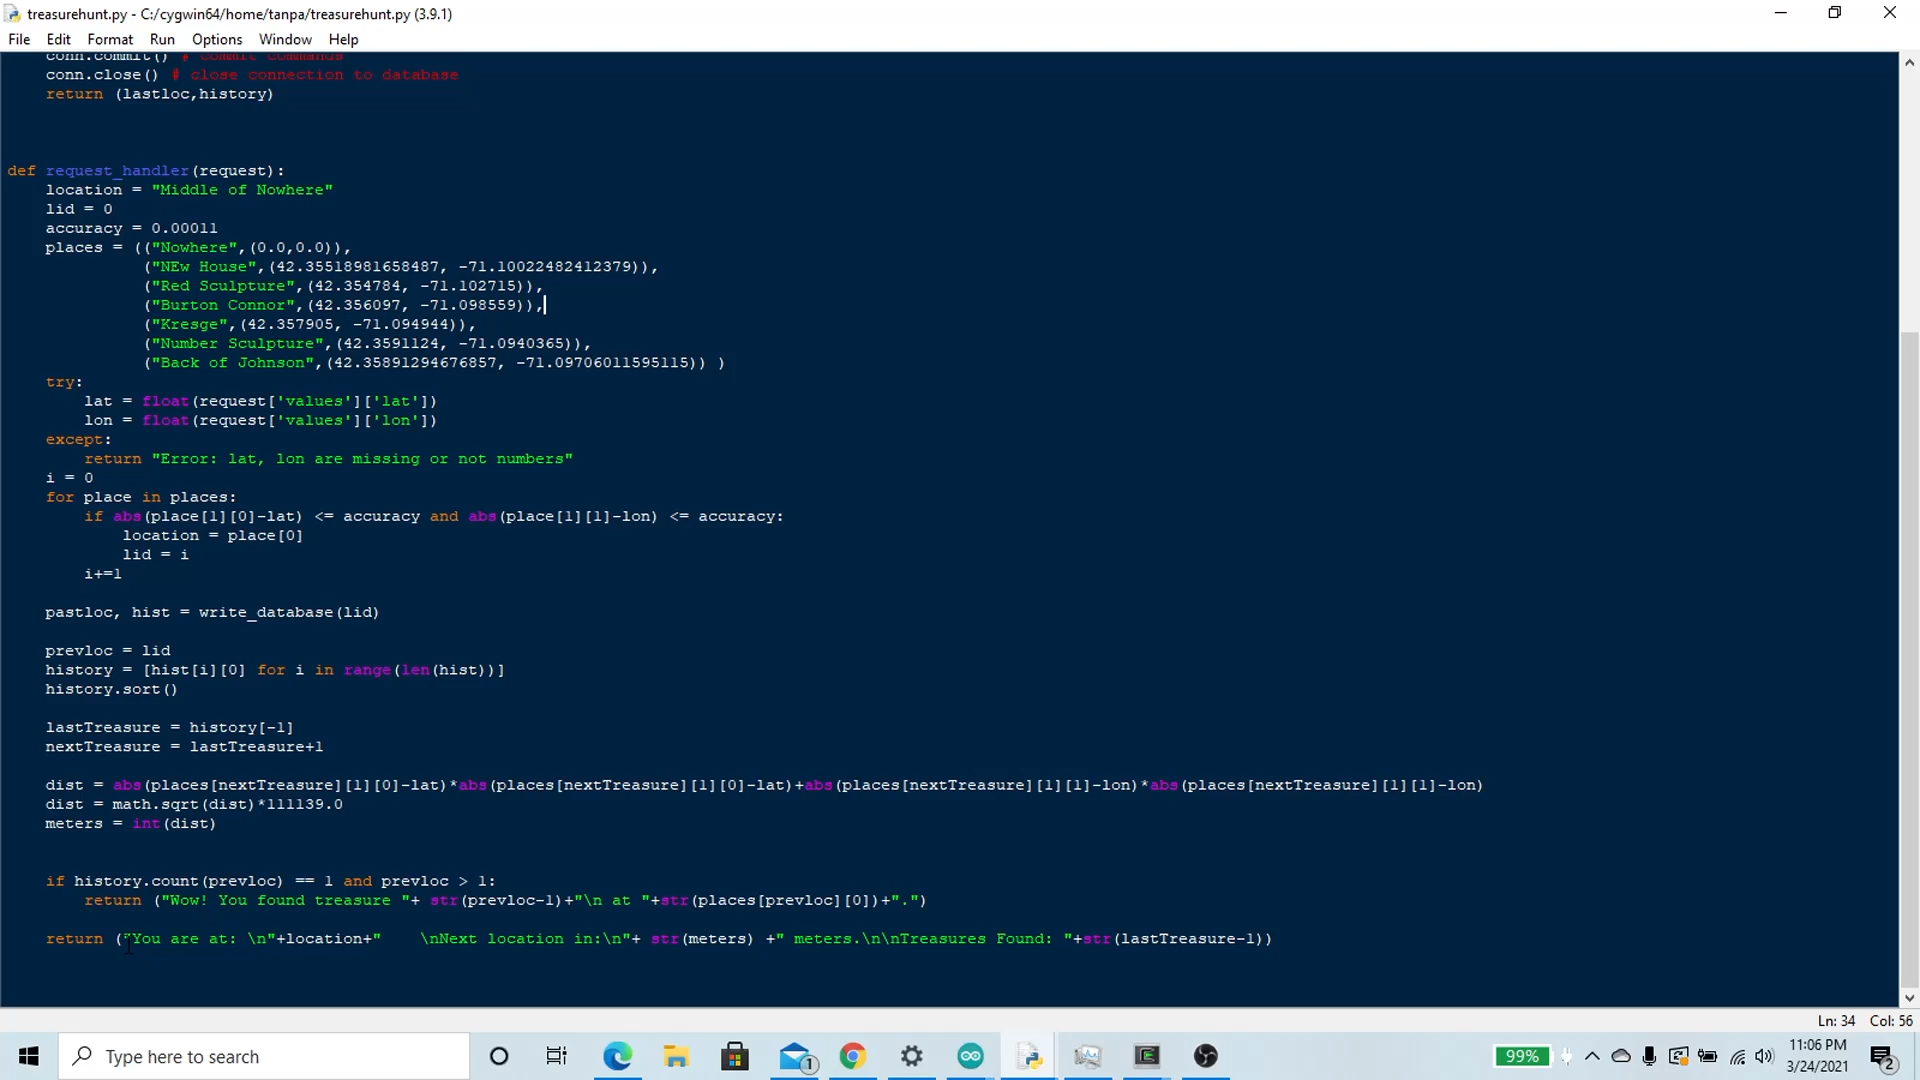 treasurehunt.py - C:/cygwin64/home/tanpa/treasurehunt.py (3.9.1)
File Edit Format Run Options Window Help
    conn.commit() # commit commands
    conn.close() # close connection to database
    return (lastloc,history)
def request_handler(request):
    location = "Middle of Nowhere"
    lid = 0
    accuracy = 0.00011
    places = (("Nowhere",(0.0,0.0)),
              ("NEw House",(42.35518981658487, -71.10022482412379)),
              ("Red Sculpture",(42.354784, -71.102715)),
              ("Burton Connor",(42.356097, -71.098559)),
              ("Kresge",(42.357905, -71.094944)),
              ("Number Sculpture",(42.3591124, -71.0940365)),
              ("Back of Johnson",(42.35891294676857, -71.09706011595115)) )
    try:
        lat = float(request['values']['lat'])
        lon = float(request['values']['lon'])
    except:
        return "Error: lat, lon are missing or not numbers"
    i = 0
    for place in places:
        if abs(place[1][0]-lat) <= accuracy and abs(place[1][1]-lon) <= accuracy:
            location = place[0]
            lid = i
        i+=1
    pastloc, hist = write_database(lid)
    prevloc = lid
    history = [hist[i][0] for i in range(len(hist))]
    history.sort()
    lastTreasure = history[-1]
    nextTreasure = lastTreasure+1
    dist = abs(places[nextTreasure][1][0]-lat)*abs(places[nextTreasure][1][0]-lat)+abs(places[nextTreasure][1][1]-lon)*abs(places[nextTreasure][1][1]-lon)
    dist = math.sqrt(dist)*111139.0
    meters = int(dist)
    if history.count(prevloc) == 1 and prevloc > 1:
        return ("Wow! You found treasure "+ str(prevloc-1)+"\n at "+str(places[prevloc][0])+".")
    return ("You are at: \n"+location+"    \nNext location in:\n"+ str(meters) +" meters.\n\nTreasures Found: "+str(lastTreasure-1))
Ln: 34 Col: 56
Type here to search
1
99%
11:06 PM
3/24/2021
2